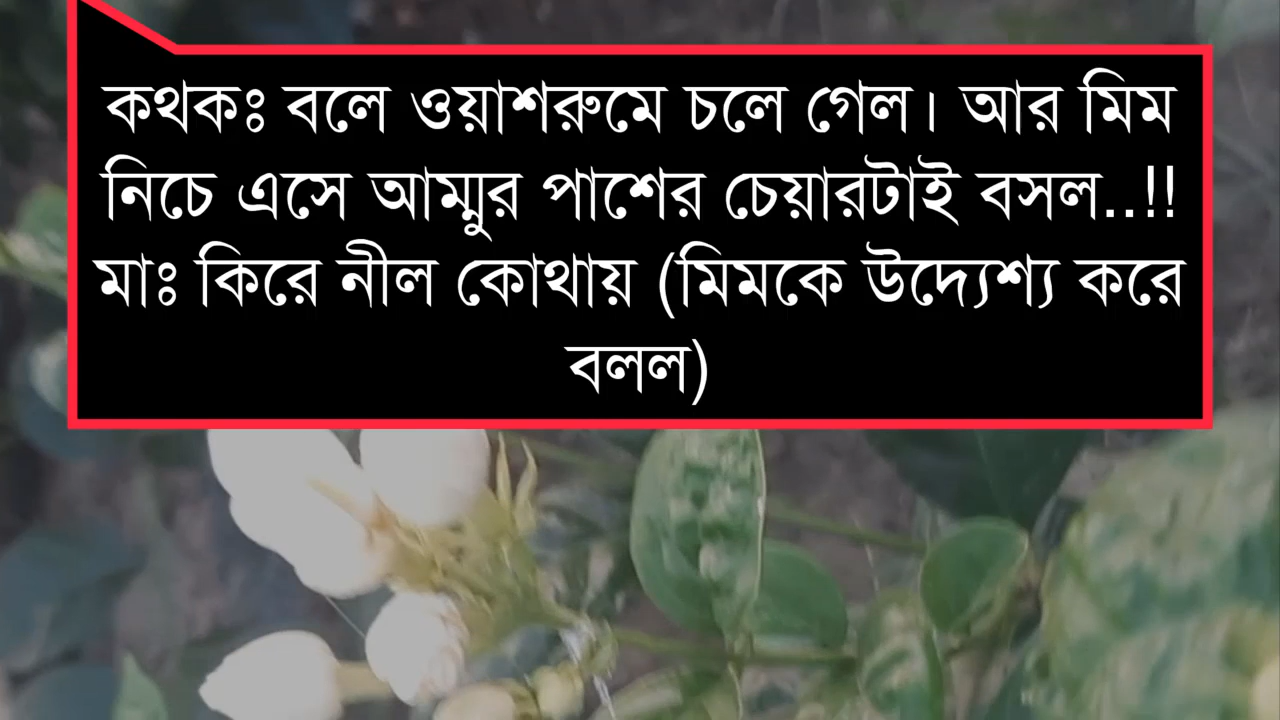 কথকঃ বলে ওয়াশরুমে চলে গেল। আর মিম
নিচে এসে আম্মুর পাশের চেয়ারটাই বসল..!!
মাঃ কিরে নীল কোথায় (মিমকে উদ্যেশ্য করে
বলল)